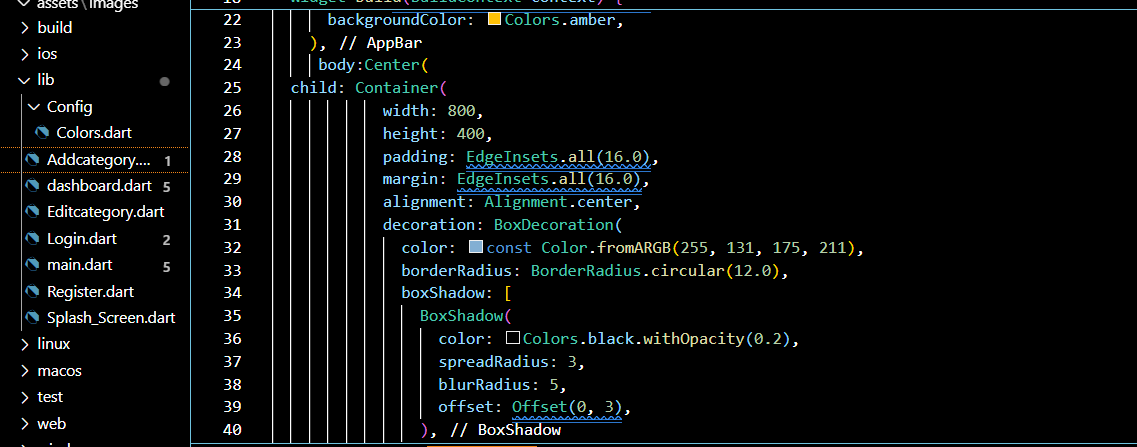 assets\images
build
ios
lib
Config
Colors.dart
Addcategory.... 1
dashboard.dart 5
Editcategory.dart
Login.dart 2
main.dart 5
Register.dart
Splash_Screen.dart
linux
macos
test
web
Widget build(BuildContext context) {
22 backgroundColor: Colors.amber,
23 ), // AppBar
24 body:Center(
25 child: Container(
26 width: 800,
27 height: 400,
28 padding: EdgeInsets.all(16.0),
29 margin: EdgeInsets.all(16.0),
30 alignment: Alignment.center,
31 decoration: BoxDecoration(
32 color: const Color.fromARGB(255, 131, 175, 211),
33 borderRadius: BorderRadius.circular(12.0),
34 boxShadow: [
35 BoxShadow(
36 color: Colors.black.withOpacity(0.2),
37 spreadRadius: 3,
38 blurRadius: 5,
39 offset: Offset(0, 3),
40 ), // BoxShadow